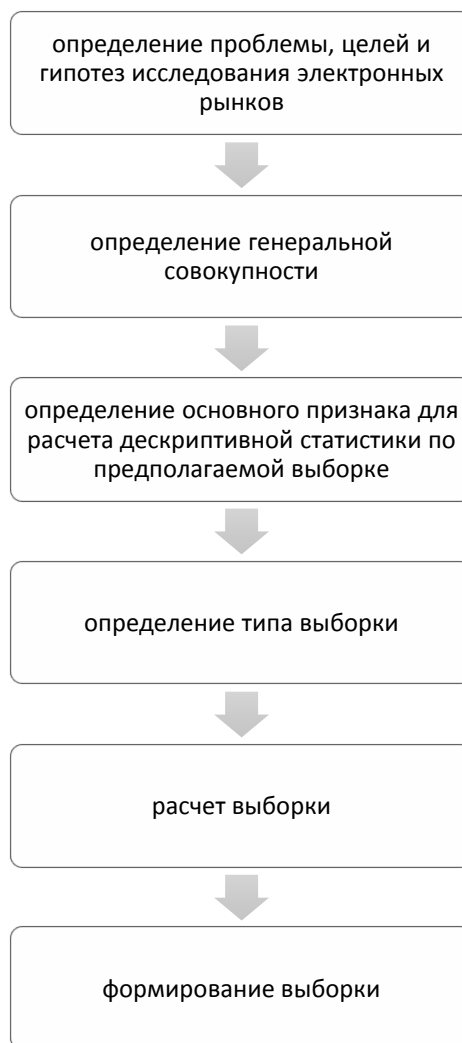 определение проблемы, целей и
гипотез исследования электронных
рынков
определение генеральной
совокупности
определение основного признака для
расчета дескриптивной статистики по
предполагаемой выборке
определение типа выборки
расчет выборки
формирование выборки